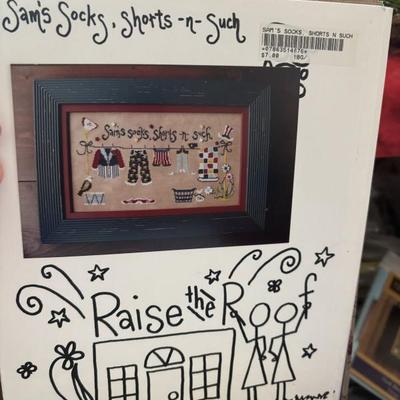 Sam's Socks, Shorts -n- Such
SAM'S SOCKS, SHORTS N SUCH
$7.00
Sam's socks, shorts 'n' such.
Raise the Roof